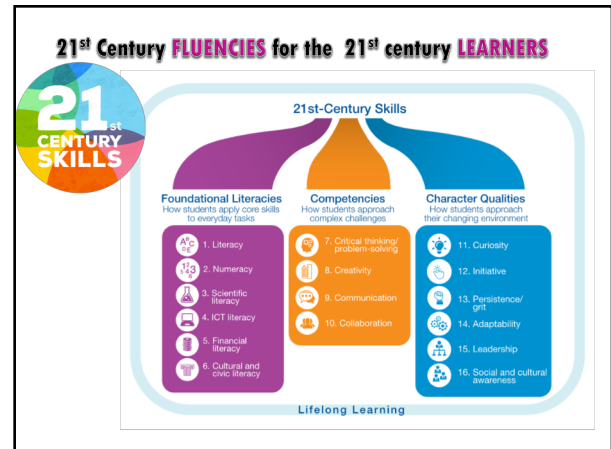 21st Century FLUENCIES for the 21st century LEARNERS
21st
CENTURY
SKILLS
21st-Century Skills
Foundational Literacies
How students apply core skills
to everyday tasks
1. Literacy
2. Numeracy
3. Scientific
literacy
4. ICT literacy
5. Financial
literacy
6. Cultural and
civic literacy
Competencies
How students approach
complex challenges
7. Critical thinking/
problem-solving
8. Creativity
9. Communication
10. Collaboration
Character Qualities
How students approach
their changing environment
11. Curiosity
12. Initiative
13. Persistence/
grit
14. Adaptability
15. Leadership
16. Social and cultural
awareness
Lifelong Learning